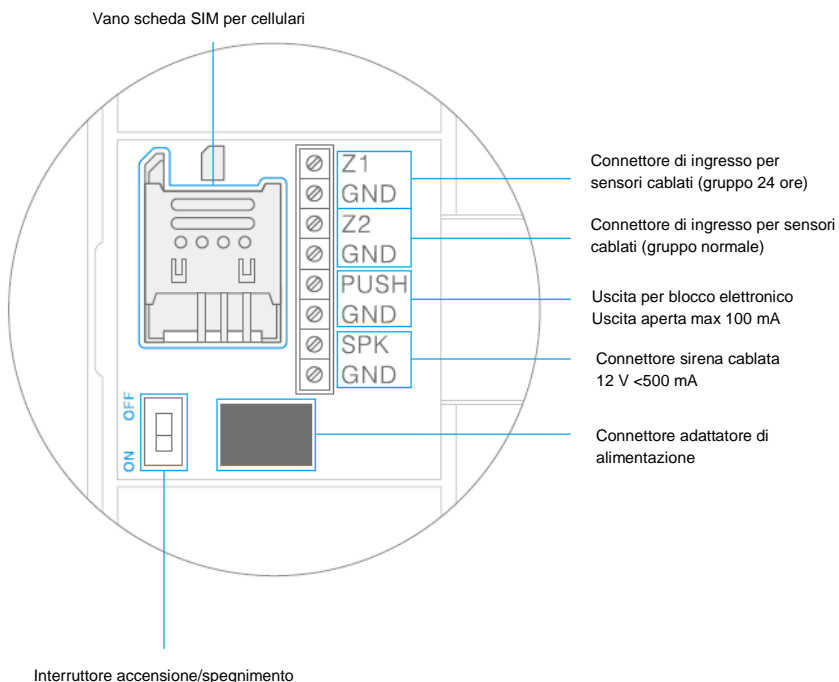 Vano scheda SIM per cellulari
Z1
GND
Z2
GND
PUSH
GND
SPK
GND
Connettore di ingresso per
sensori cablati (gruppo 24 ore)
Connettore di ingresso per sensori
cablati (gruppo normale)
Uscita per blocco elettronico
Uscita aperta max 100 mA
Connettore sirena cablata
12 V <500 mA
Connettore adattatore di
alimentazione
OFF
ON
Interruttore accensione/spegnimento